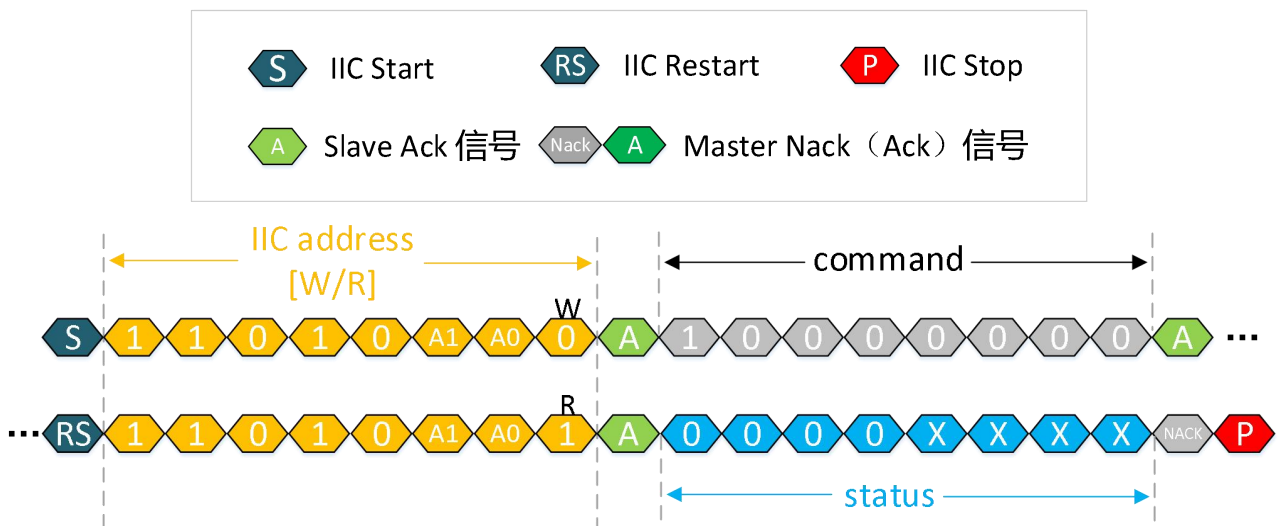 S IIC Start RS IIC Restart P IIC Stop
A Slave Ack 信号 Nack A Master Nack（Ack）信号
IIC address
[W/R]
command
W
S 1 1 0 1 0 A1 A0 0 A 1 0 0 0 0 0 0 0 A ...
R
... RS 1 1 0 1 0 A1 A0 1 A 0 0 0 0 X X X X NACK P
status